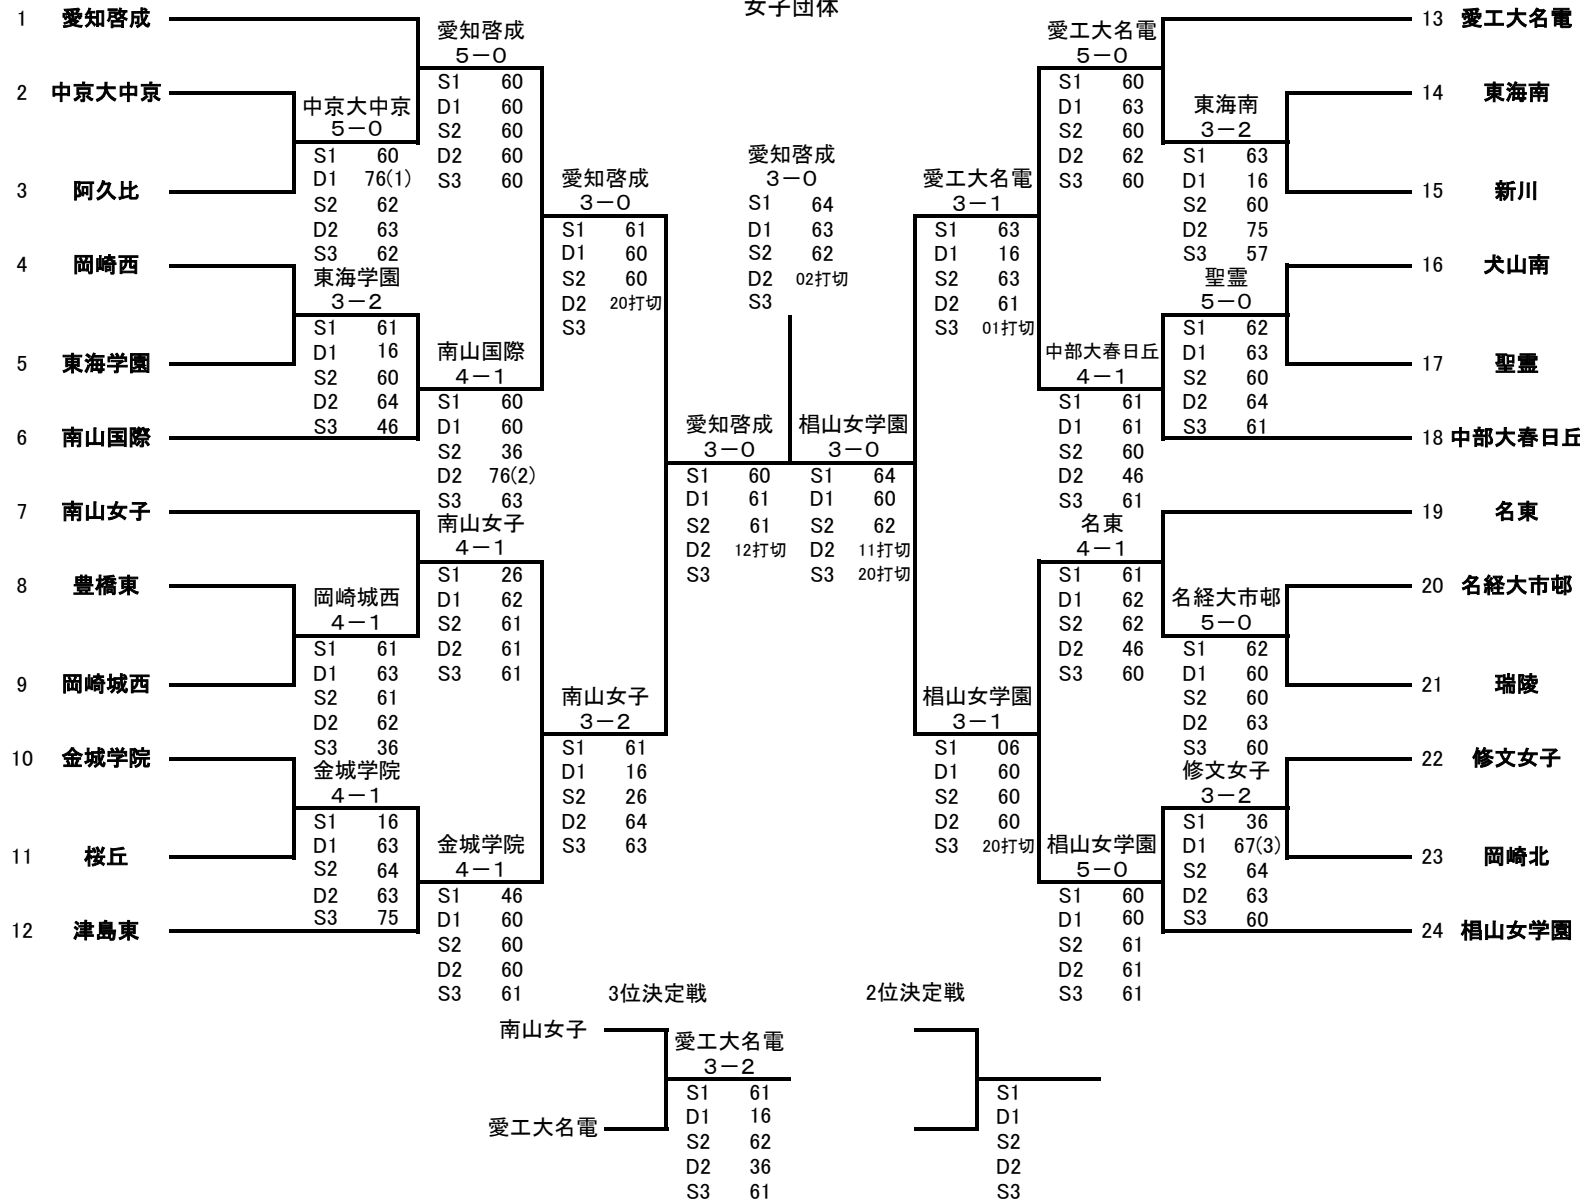 女子団体
1 愛知啓成
2 中京大中京
3 阿久比
4 岡崎西
5 東海学園
6 南山国際
7 南山女子
8 豊橋東
9 岡崎城西
10 金城学院
11 桜丘
12 津島東
中京大中京
5－0
S1 60
D1 76(1)
S2 62
D2 63
S3 62
東海学園
3－2
S1 61
D1 16
S2 60
D2 64
S3 46
岡崎城西
4－1
S1 61
D1 63
S2 61
D2 62
S3 36
金城学院
4－1
S1 16
D1 63
S2 64
D2 63
S3 75
愛知啓成
5－0
S1 60
D1 60
S2 60
D2 60
S3 60
南山国際
4－1
S1 60
D1 60
S2 36
D2 76(2)
S3 63
南山女子
4－1
S1 26
D1 62
S2 61
D2 61
S3 61
金城学院
4－1
S1 46
D1 60
S2 60
D2 60
S3 61
愛知啓成
3－0
S1 61
D1 60
S2 60
D2 20打切
S3
南山女子
3－2
S1 61
D1 16
S2 26
D2 64
S3 63
愛知啓成
3－0
S1 60
D1 61
S2 61
D2 12打切
S3
愛知啓成
3－0
S1 64
D1 63
S2 62
D2 02打切
S3
椙山女学園
3－0
S1 64
D1 60
S2 62
D2 11打切
S3 20打切
愛工大名電
3－1
S1 63
D1 16
S2 63
D2 61
S3 01打切
椙山女学園
3－1
S1 06
D1 60
S2 60
D2 60
S3 20打切
愛工大名電
5－0
S1 60
D1 63
S2 60
D2 62
S3 60
中部大春日丘
4－1
S1 61
D1 61
S2 60
D2 46
S3 61
名東
4－1
S1 61
D1 62
S2 62
D2 46
S3 60
椙山女学園
5－0
S1 60
D1 60
S2 61
D2 61
S3 61
東海南
3－2
S1 63
D1 16
S2 60
D2 75
S3 57
聖霊
5－0
S1 62
D1 63
S2 60
D2 64
S3 61
名経大市邨
5－0
S1 62
D1 60
S2 60
D2 63
S3 60
修文女子
3－2
S1 36
D1 67(3)
S2 64
D2 63
S3 60
13 愛工大名電
14 東海南
15 新川
16 犬山南
17 聖霊
18 中部大春日丘
19 名東
20 名経大市邨
21 瑞陵
22 修文女子
23 岡崎北
24 椙山女学園
3位決定戦
南山女子
愛工大名電
愛工大名電
3－2
S1 61
D1 16
S2 62
D2 36
S3 61
2位決定戦
S1
D1
S2
D2
S3